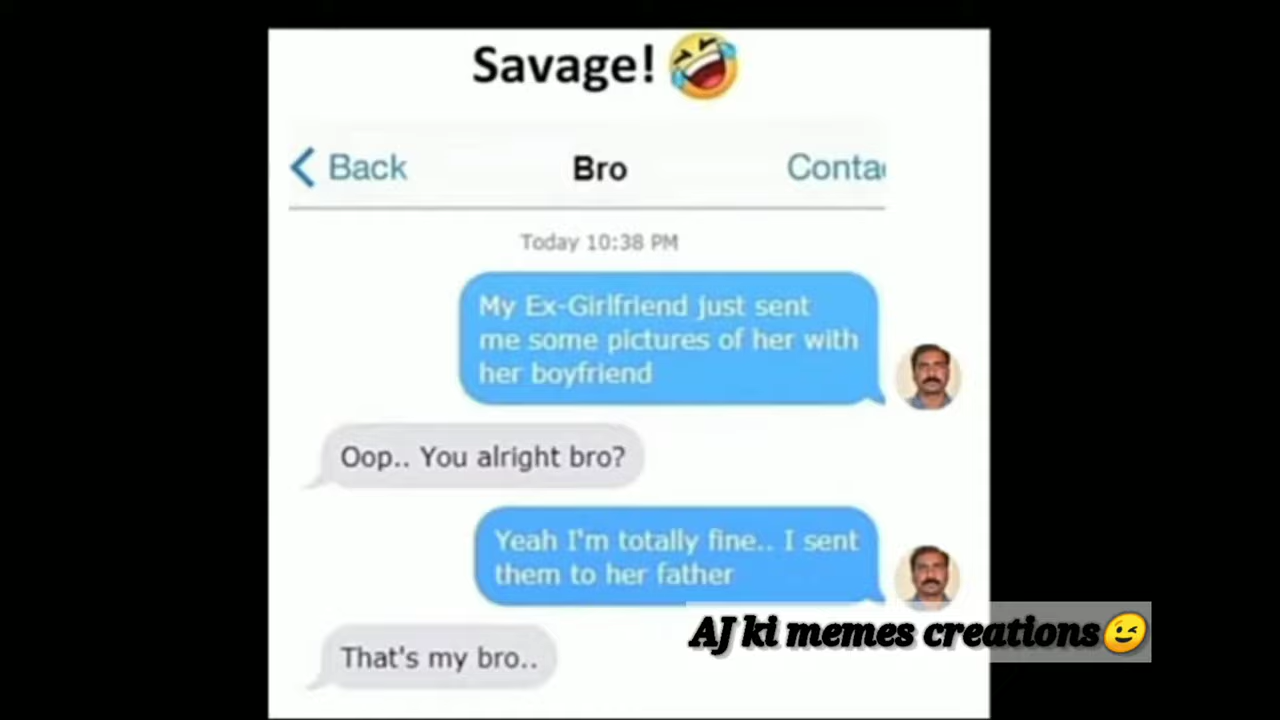 Savage! 🤣
Back Bro Conta
Today 10:38 PM
My Ex-Girlfriend just sent
me some pictures of her with
her boyfriend
Oop.. You alright bro?
Yeah I'm totally fine.. I sent
them to her father
AJ ki memes creations😉
That's my bro..